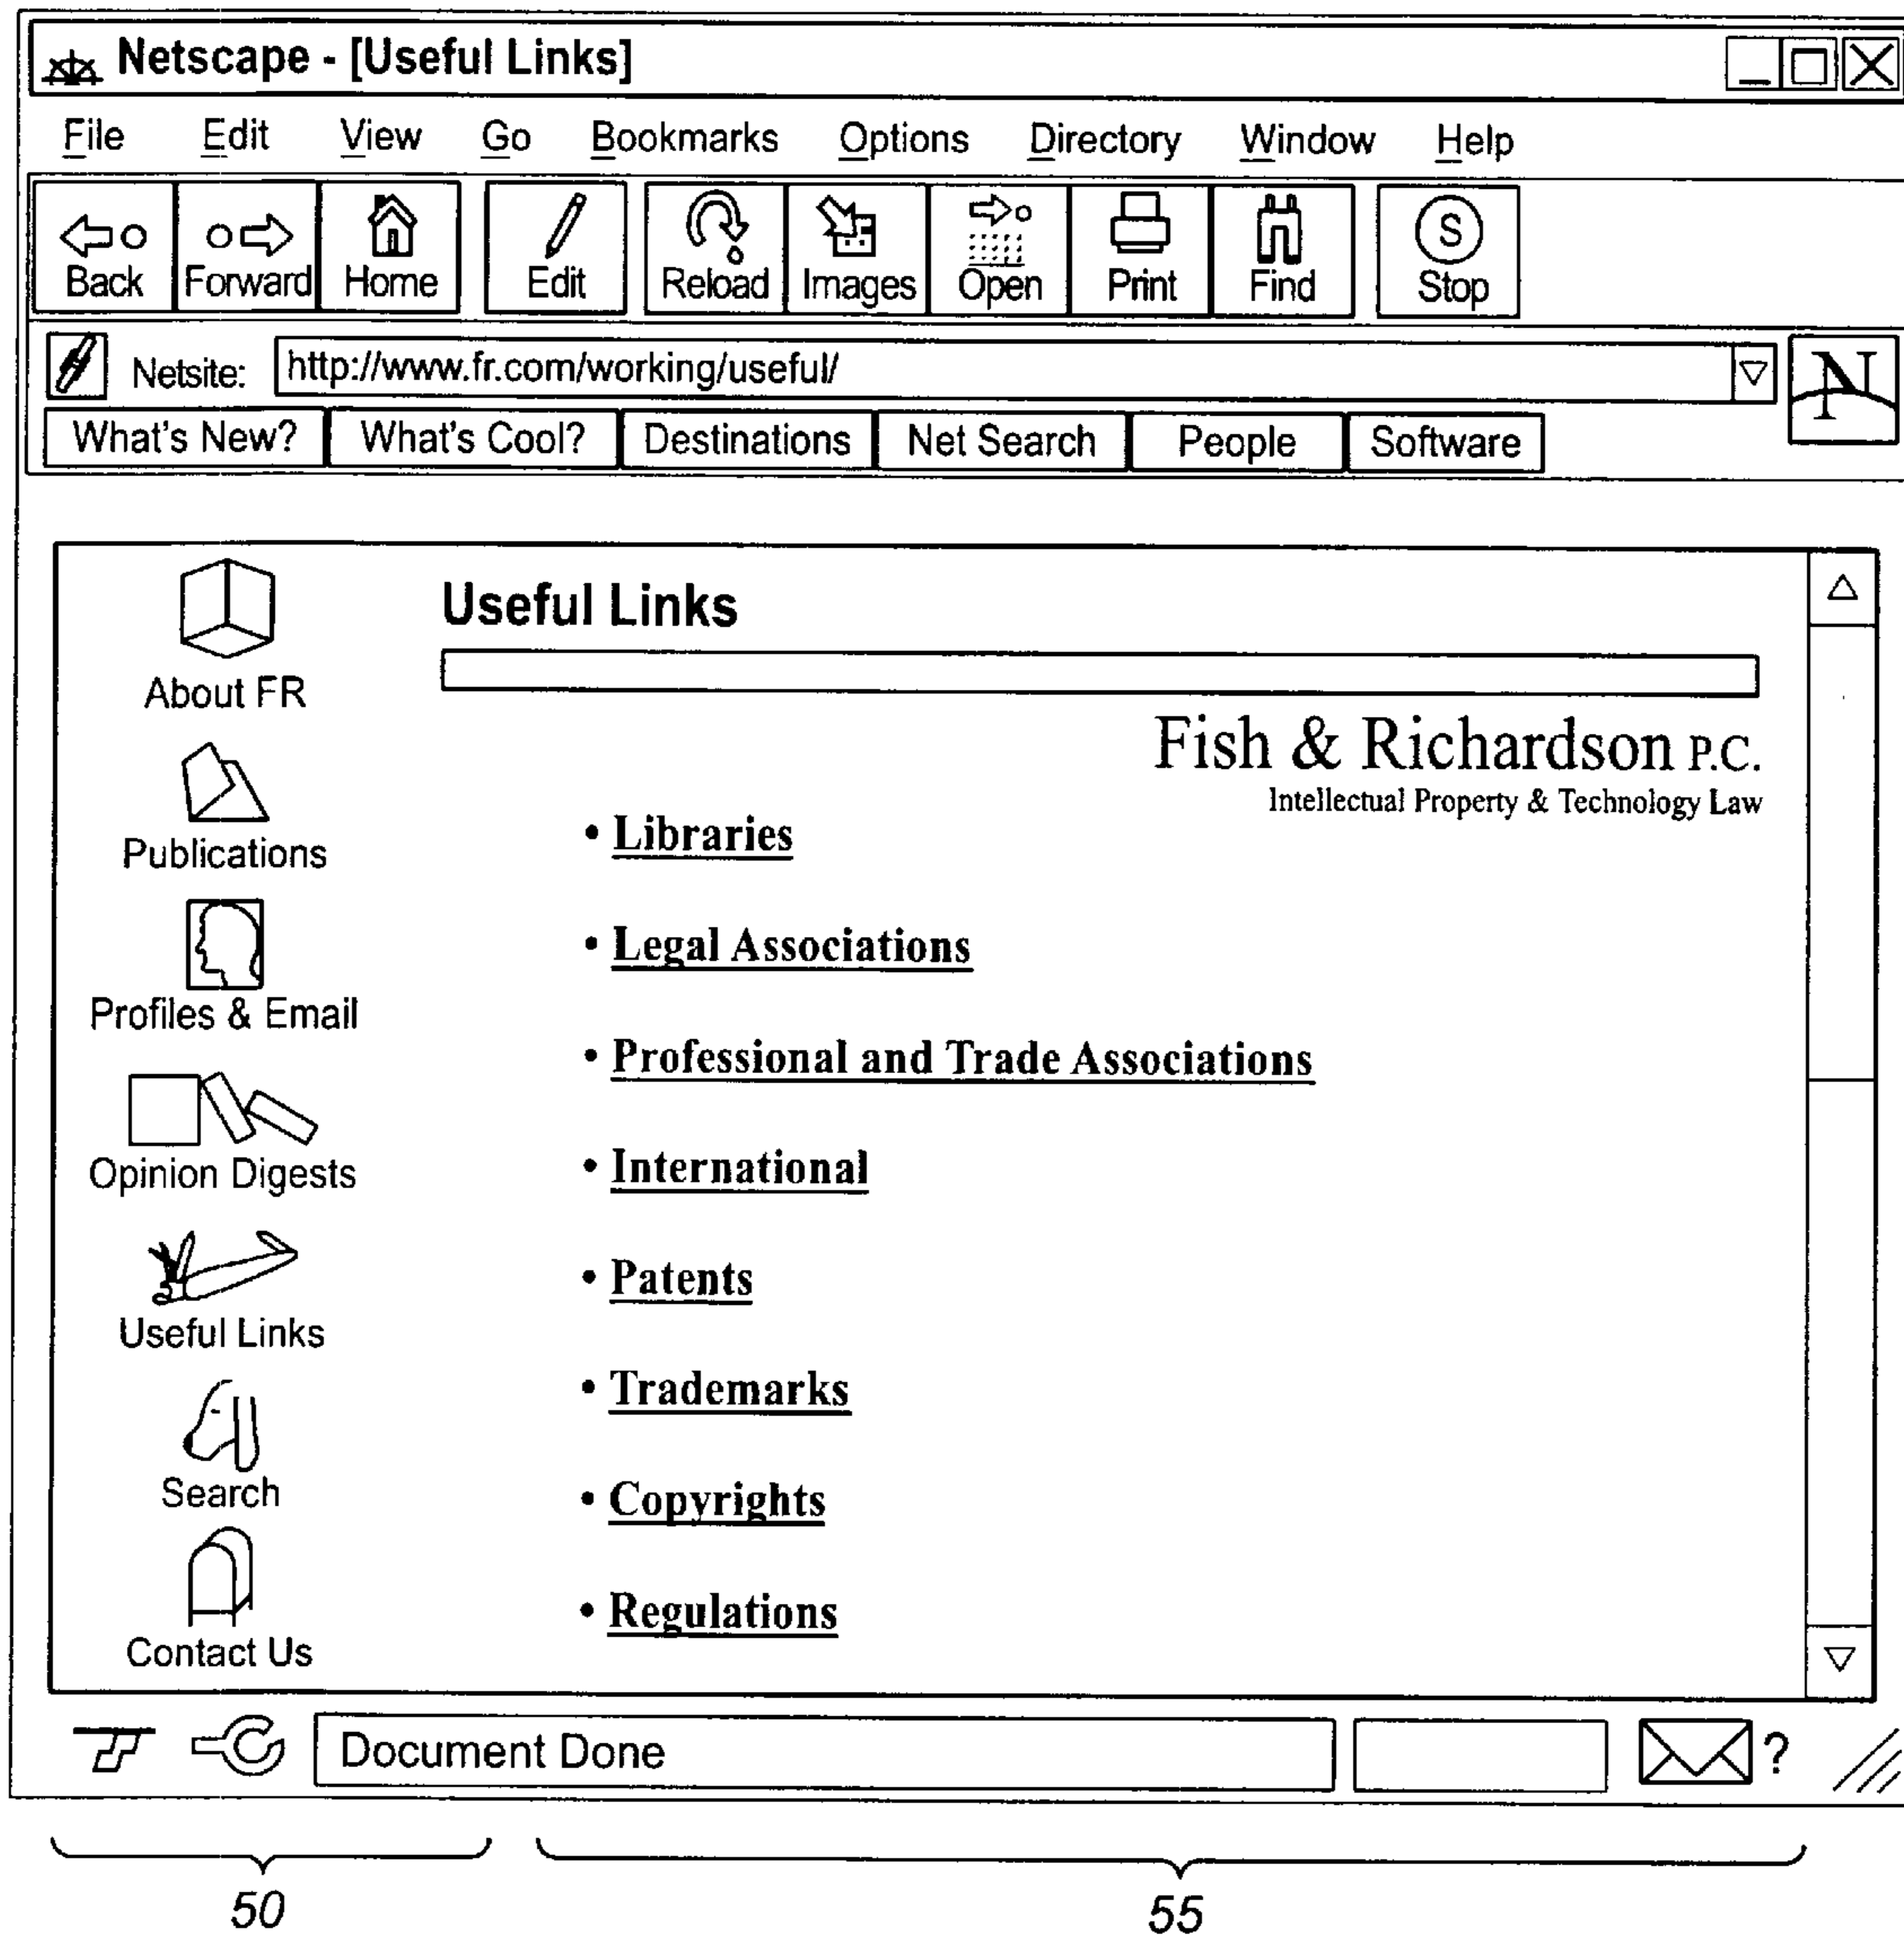 Netscape - [Useful Links]
File Edit View Go Bookmarks Options Directory Window Help
Back Forward Home Edit Reload Images Open Print Find Stop
S
Netsite: http://www.fr.com/working/useful/
N
What's New? What's Cool? Destinations Net Search People Software
Useful Links
Fish & Richardson P.C.
Intellectual Property & Technology Law
About FR
Publications
Profiles & Email
Opinion Digests
Useful Links
Search
Contact Us
• Libraries
• Legal Associations
• Professional and Trade Associations
• International
• Patents
• Trademarks
• Copyrights
• Regulations
Document Done ?
50 55